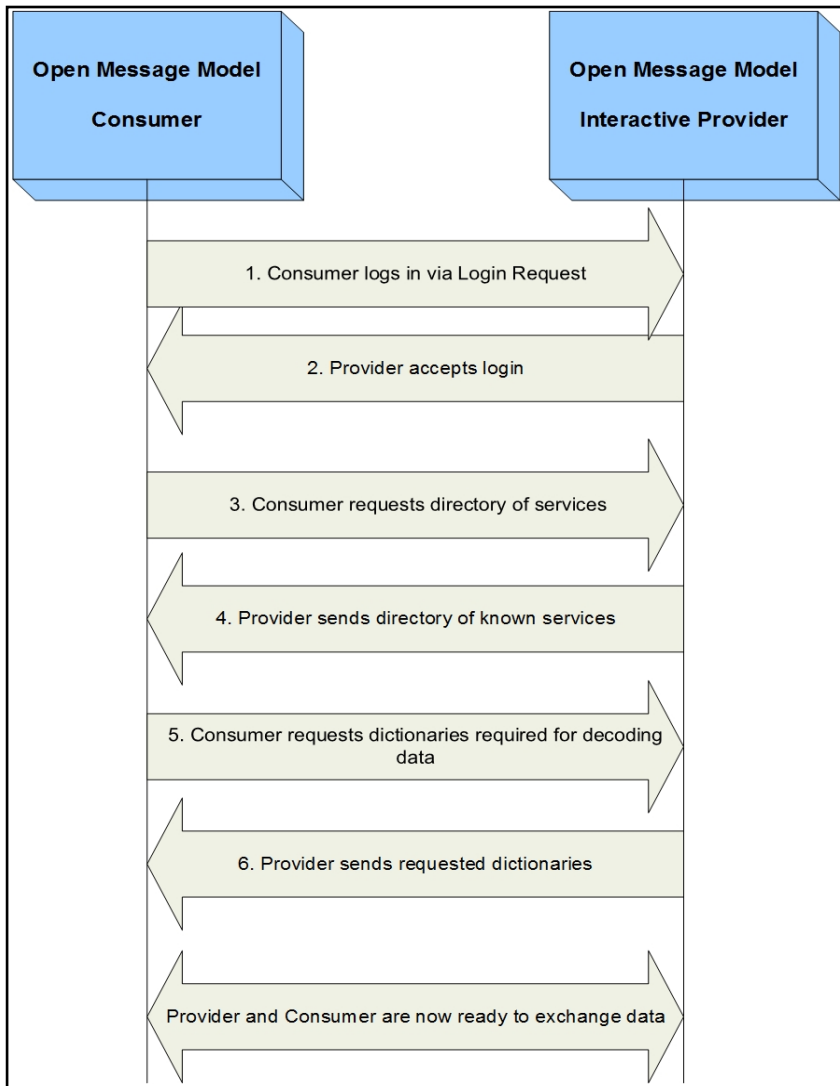 Open Message Model
Consumer
Open Message Model
Interactive Provider
1. Consumer logs in via Login Request
2. Provider accepts login
3. Consumer requests directory of services
4. Provider sends directory of known services
5. Consumer requests dictionaries required for decoding
data
6. Provider sends requested dictionaries
Provider and Consumer are now ready to exchange data